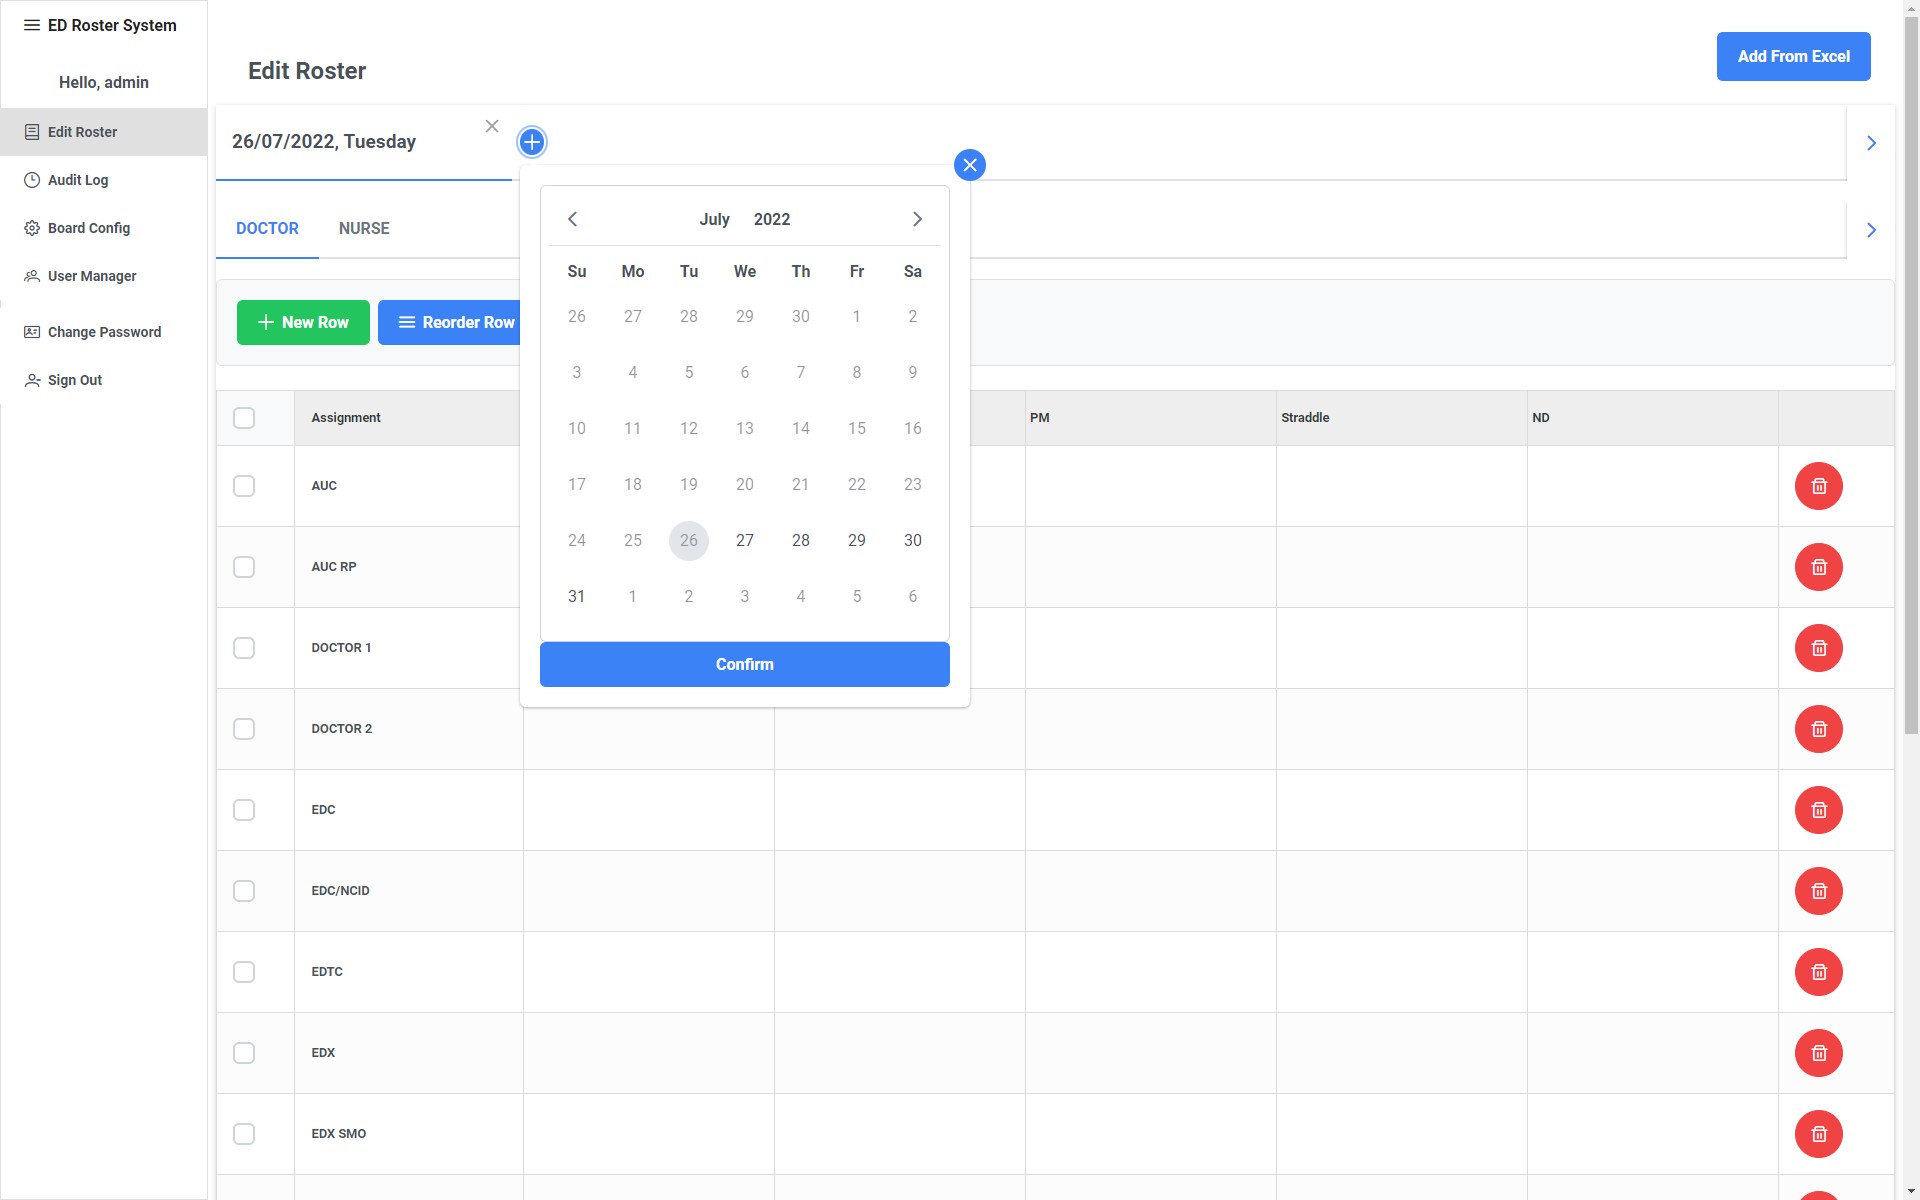 ED Roster System
Hello, admin
Edit Roster
Audit Log
Board Config
User Manager
Change Password
Sign Out
Edit Roster
Add From Excel
26/07/2022, Tuesday
DOCTOR NURSE
New Row Reorder Row
July 2022
Su Mo Tu We Th Fr Sa
26 27 28 29 30 1 2
3 4 5 6 7 8 9
10 11 12 13 14 15 16
17 18 19 20 21 22 23
24 25 26 27 28 29 30
31 1 2 3 4 5 6
Confirm
Assignment PM Straddle ND
AUC
AUC RP
DOCTOR 1
DOCTOR 2
EDC
EDC/NCID
EDTC
EDX
EDX SMO